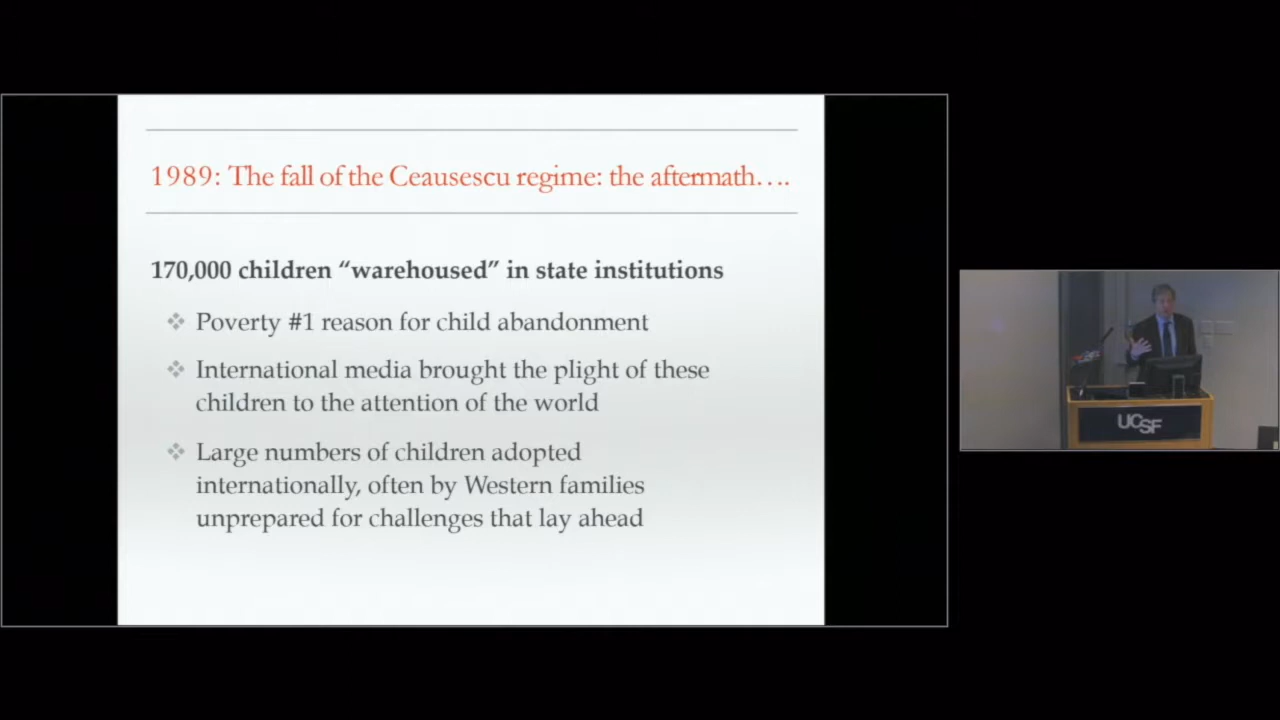 1989: The fall of the Ceausescu regime: the aftermath….
170,000 children “warehoused” in state institutions
Poverty #1 reason for child abandonment
International media brought the plight of these
children to the attention of the world
Large numbers of children adopted
internationally, often by Western families
unprepared for challenges that lay ahead
UCSF